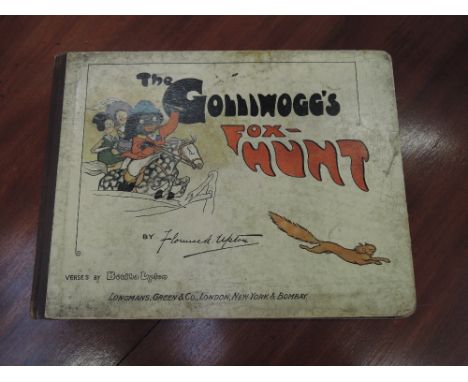 The
GOLLIWOGG'S
FOX-
HUNT
BY Florence K Upton
VERSES BY Bertha Upton
LONGMANS, GREEN & CO., LONDON, NEW YORK & BOMBAY.